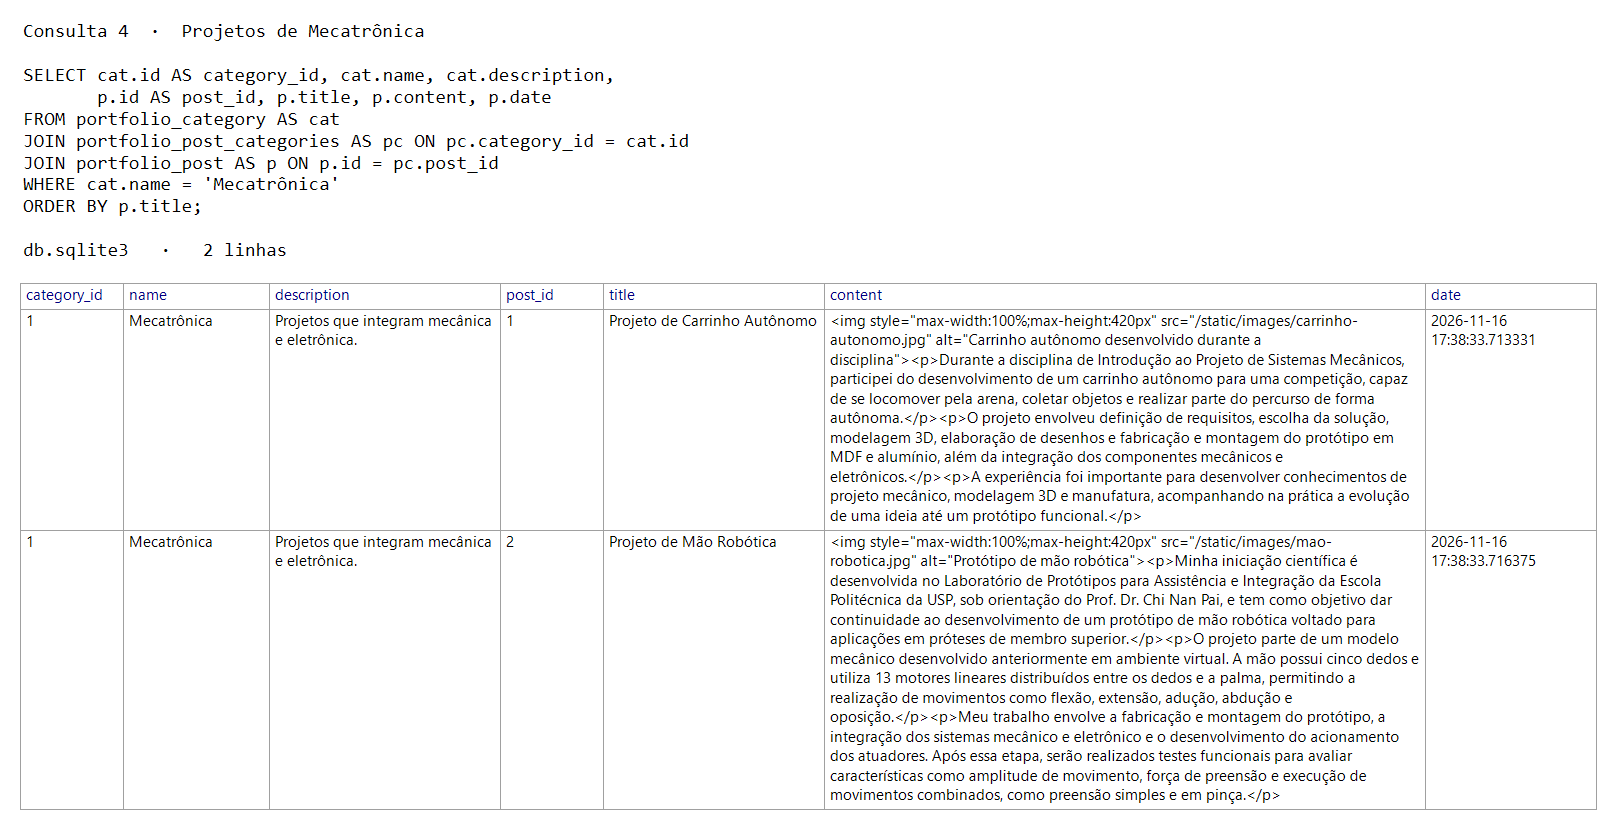 Consulta 4  ·  Projetos de Mecatrônica
SELECT cat.id AS category_id, cat.name, cat.description,
       p.id AS post_id, p.title, p.content, p.date
FROM portfolio_category AS cat
JOIN portfolio_post_categories AS pc ON pc.category_id = cat.id
JOIN portfolio_post AS p ON p.id = pc.post_id
WHERE cat.name = 'Mecatrônica'
ORDER BY p.title;
db.sqlite3   ·   2 linhas
category_id name description post_id title content date
1 Mecatrônica Projetos que integram mecânica 1 Projeto de Carrinho Autônomo <img style="max-width:100%;max-height:420px" src="/static/images/carrinho- 2026-11-16
e eletrônica. autonomo.jpg" alt="Carrinho autônomo desenvolvido durante a 17:38:33.713331
disciplina"><p>Durante a disciplina de Introdução ao Projeto de Sistemas Mecânicos,
participei do desenvolvimento de um carrinho autônomo para uma competição, capaz
de se locomover pela arena, coletar objetos e realizar parte do percurso de forma
autônoma.</p><p>O projeto envolveu definição de requisitos, escolha da solução,
modelagem 3D, elaboração de desenhos e fabricação e montagem do protótipo em
MDF e alumínio, além da integração dos componentes mecânicos e
eletrônicos.</p><p>A experiência foi importante para desenvolver conhecimentos de
projeto mecânico, modelagem 3D e manufatura, acompanhando na prática a evolução
de uma ideia até um protótipo funcional.</p>
1 Mecatrônica Projetos que integram mecânica 2 Projeto de Mão Robótica <img style="max-width:100%;max-height:420px" src="/static/images/mao- 2026-11-16
e eletrônica. robotica.jpg" alt="Protótipo de mão robótica"><p>Minha iniciação científica é 17:38:33.716375
desenvolvida no Laboratório de Protótipos para Assistência e Integração da Escola
Politécnica da USP, sob orientação do Prof. Dr. Chi Nan Pai, e tem como objetivo dar
continuidade ao desenvolvimento de um protótipo de mão robótica voltado para
aplicações em próteses de membro superior.</p><p>O projeto parte de um modelo
mecânico desenvolvido anteriormente em ambiente virtual. A mão possui cinco dedos e
utiliza 13 motores lineares distribuídos entre os dedos e a palma, permitindo a
realização de movimentos como flexão, extensão, adução, abdução e
oposição.</p><p>Meu trabalho envolve a fabricação e montagem do protótipo, a
integração dos sistemas mecânico e eletrônico e o desenvolvimento do acionamento
dos atuadores. Após essa etapa, serão realizados testes funcionais para avaliar
características como amplitude de movimento, força de preensão e execução de
movimentos combinados, como preensão simples e em pinça.</p>